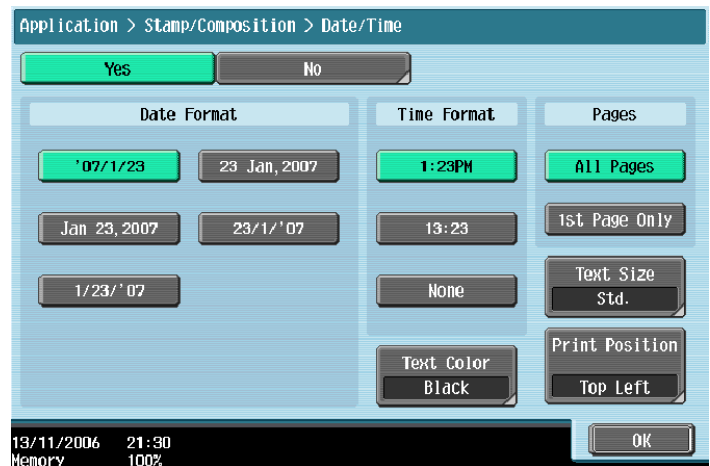 Application > Stamp/Composition > Date/Time
Yes No
Date Format Time Format Pages
'07/1/23 23 Jan,2007 1:23PM All Pages
Jan 23,2007 23/1/'07 13:23 1st Page Only
1/23/'07 None Text Size
Std.
Text Color Print Position
Black Top Left
13/11/2006 21:30 OK
Memory 100%